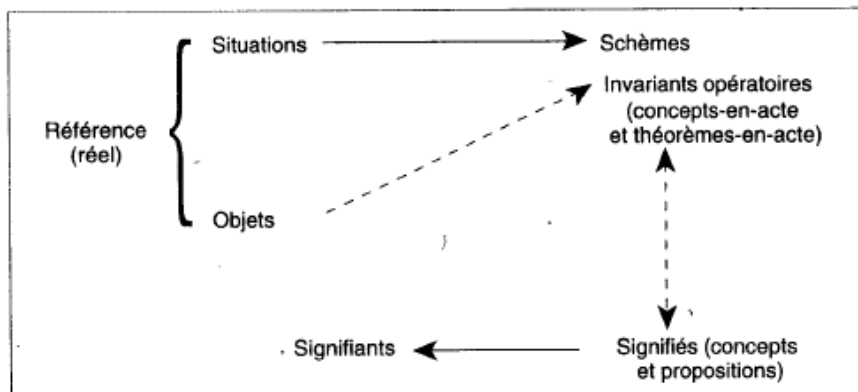 Situations
Schèmes
Invariants opératoires
(concepts-en-acte
et théorèmes-en-acte)
Référence
(réel)
Objets
Signifiants
Signifiés (concepts
et propositions)